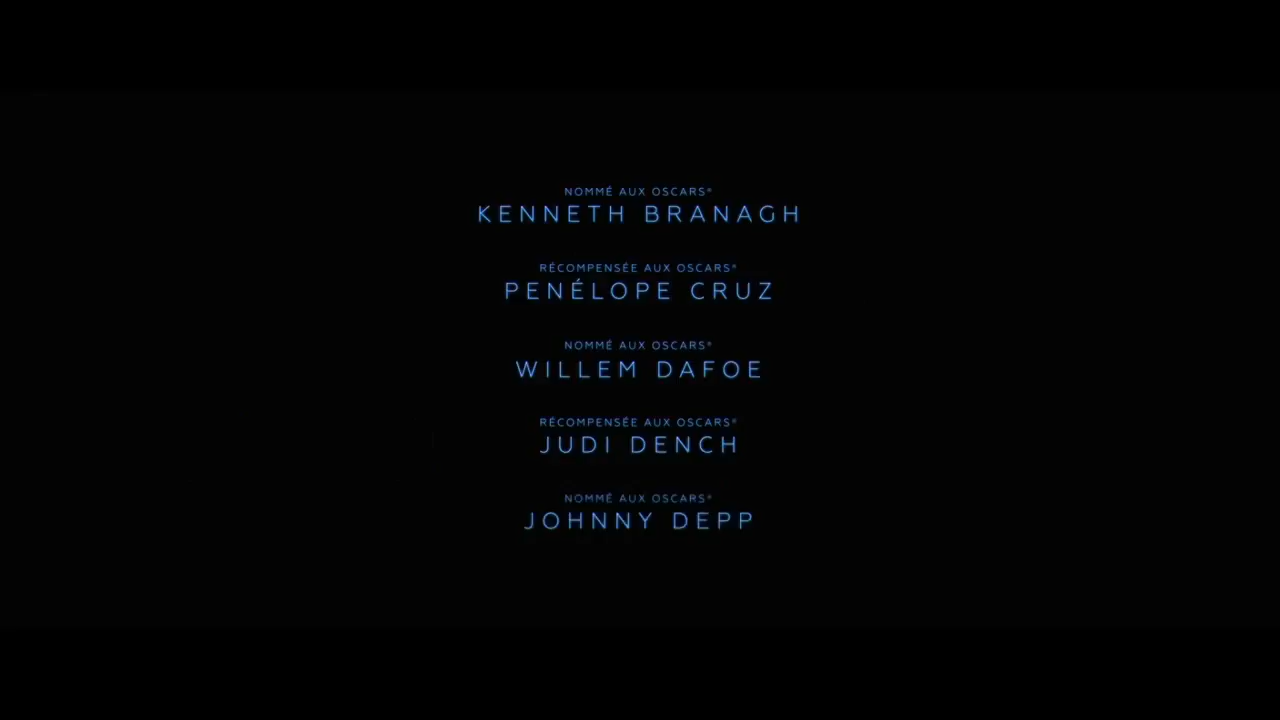 NOMMÉ AUX OSCARS®
KENNETH BRANAGH
RÉCOMPENSÉE AUX OSCARS®
PENÉLOPE CRUZ
NOMMÉ AUX OSCARS®
WILLEM DAFOE
RÉCOMPENSÉE AUX OSCARS®
JUDI DENCH
NOMMÉ AUX OSCARS®
JOHNNY DEPP